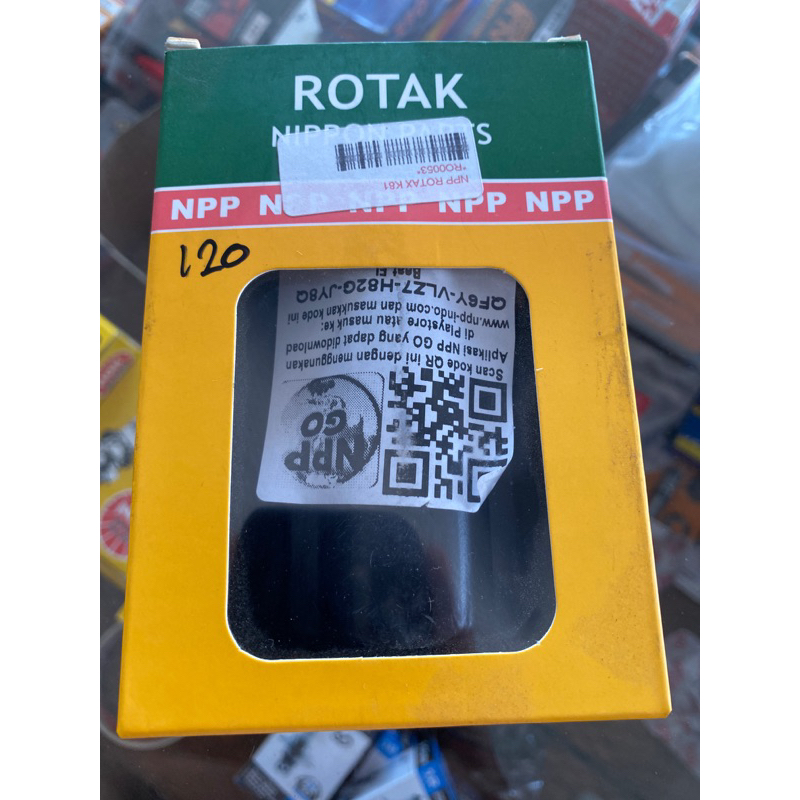 ROTAK
NIPPON PARTS
NPP ROTAX K81
*RO0053*
NPP NPP NPP NPP NPP
120
Scan kode QR ini dengan menggunakan
Aplikasi NPP GO yang dapat didownload
di Playstore atau masuk ke:
www.npp-indo.com dan masukkan kode ini
QF6Y-VLZ7-H82G-JY8Q
Beat FI
NPP
GO